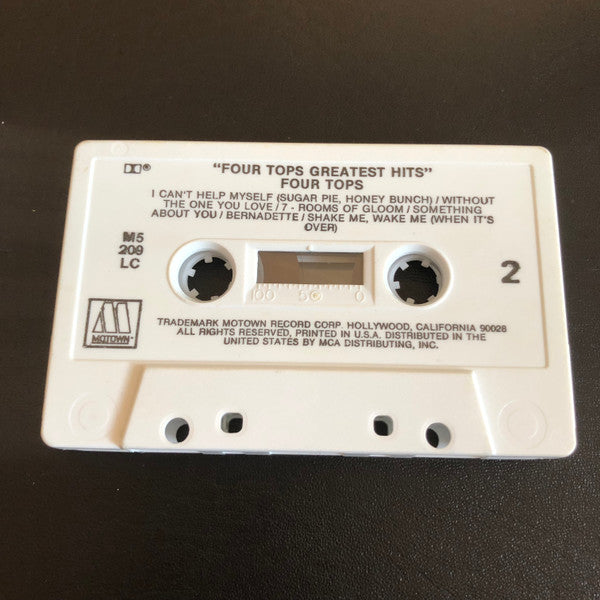 "FOUR TOPS GREATEST HITS"
FOUR TOPS
I CAN'T HELP MYSELF (SUGAR PIE, HONEY BUNCH) / WITHOUT
THE ONE YOU LOVE / 7 - ROOMS OF GLOOM / SOMETHING
ABOUT YOU / BERNADETTE / SHAKE ME, WAKE ME (WHEN IT'S
OVER)
M5
209
LC
2
100 50 0
MOTOWN
TRADEMARK MOTOWN RECORD CORP. HOLLYWOOD, CALIFORNIA 90028
ALL RIGHTS RESERVED, PRINTED IN U.S.A. DISTRIBUTED IN THE
UNITED STATES BY MCA DISTRIBUTING, INC.